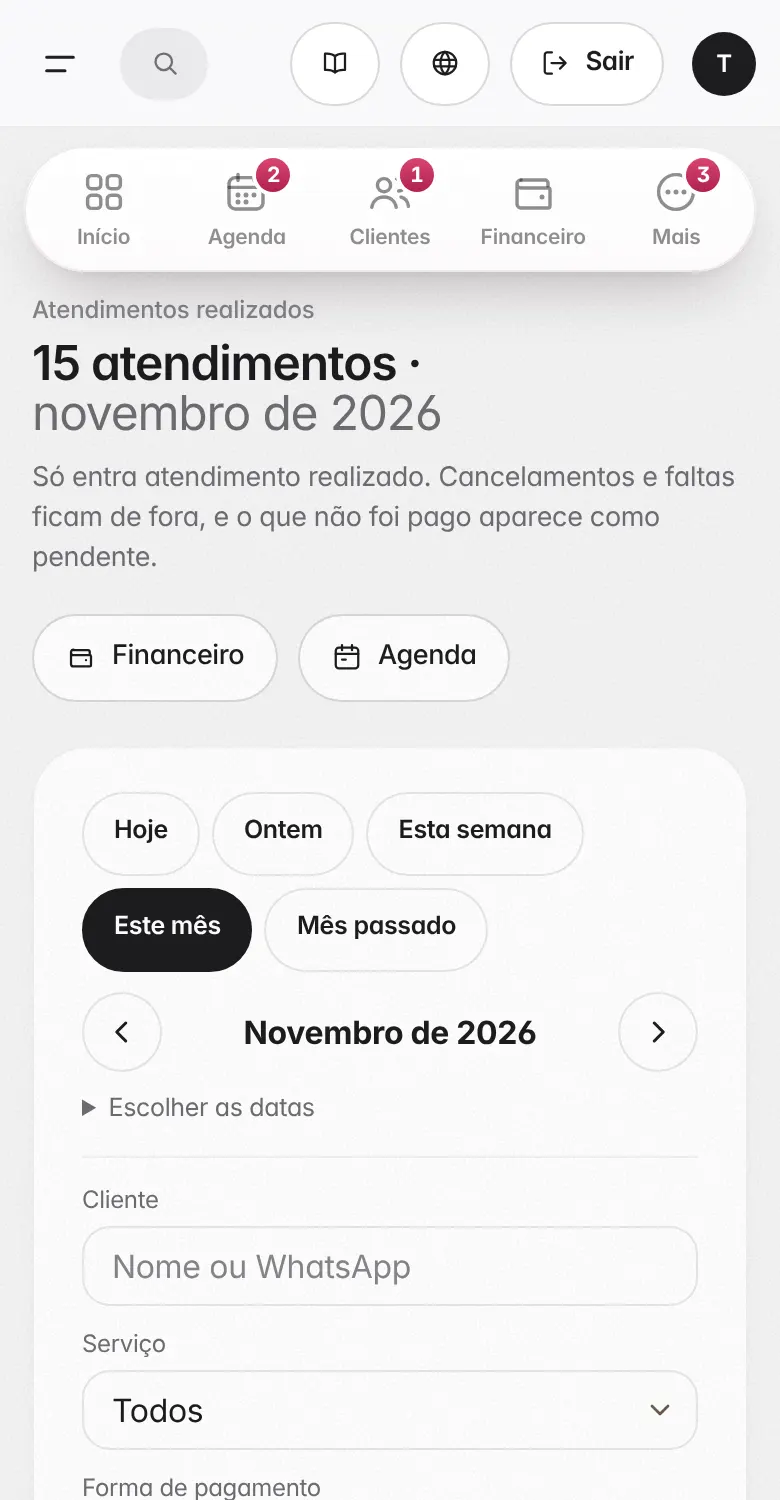 Sair
T
2
1
3
Início
Agenda
Clientes
Financeiro
Mais
Atendimentos realizados
15 atendimentos ·
novembro de 2026
Só entra atendimento realizado. Cancelamentos e faltas
ficam de fora, e o que não foi pago aparece como
pendente.
Financeiro
Agenda
Hoje
Ontem
Esta semana
Este mês
Mês passado
Novembro de 2026
Escolher as datas
Cliente
Nome ou WhatsApp
Serviço
Todos
Forma de pagamento